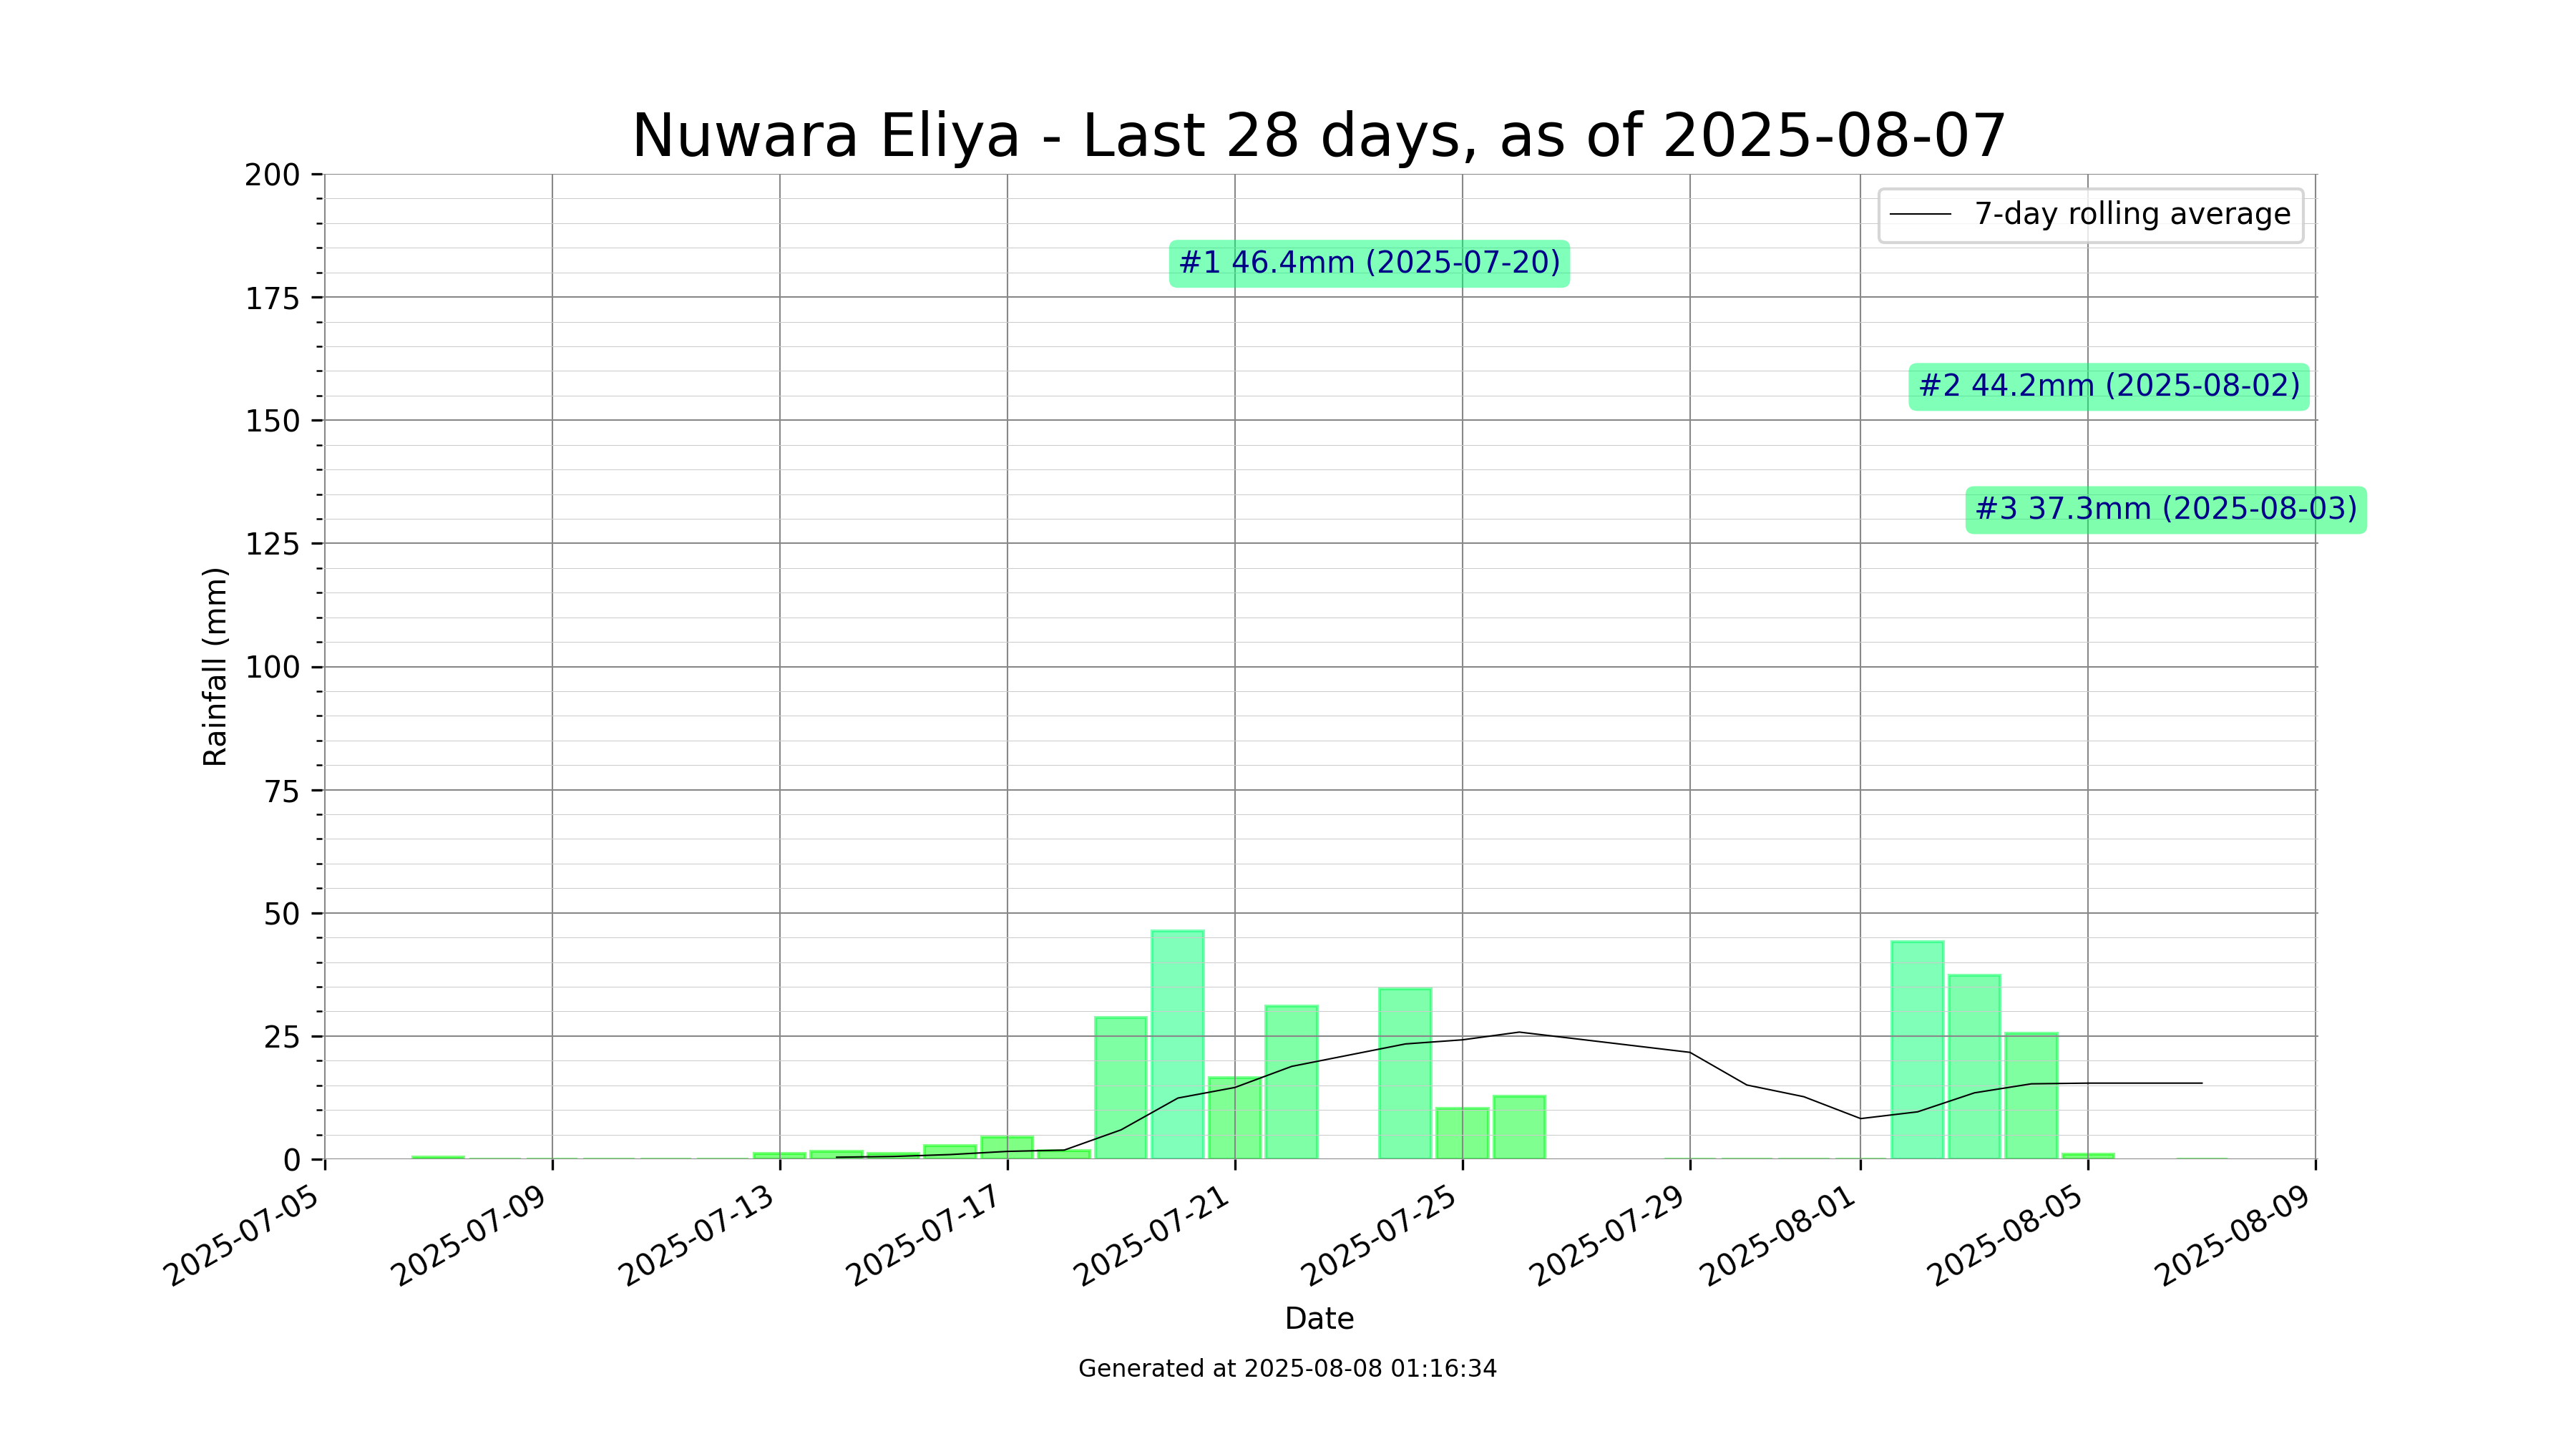 Nuwara Eliya - Last 28 days, as of 2025-08-07
200
175
150
125
100
75
50
25
0
Rainfall (mm)
7-day rolling average
#1 46.4mm (2025-07-20)
#2 44.2mm (2025-08-02)
#3 37.3mm (2025-08-03)
2025-07-05
2025-07-09
2025-07-13
2025-07-17
2025-07-21
2025-07-25
2025-07-29
2025-08-01
2025-08-05
2025-08-09
Date
Generated at 2025-08-08 01:16:34